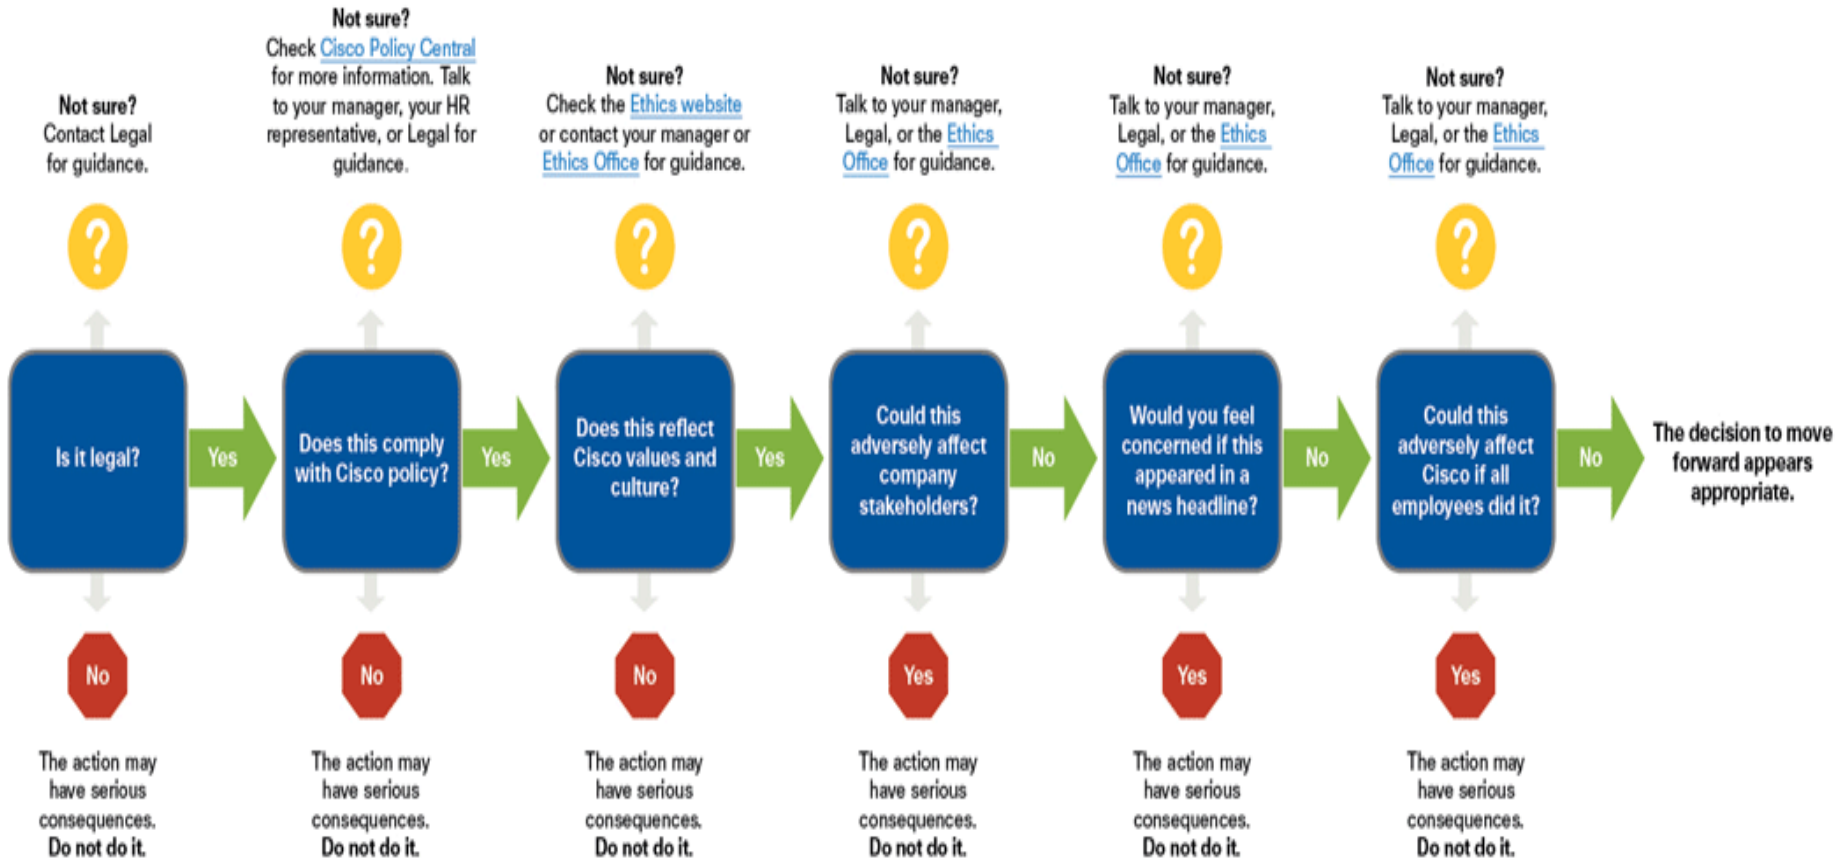 Not sure?
Contact Legal
for guidance.
Not sure?
Check Cisco Policy Central
for more information. Talk
to your manager, your HR
representative, or Legal for
guidance.
Not sure?
Check the Ethics website
or contact your manager or
Ethics Office for guidance.
Not sure?
Talk to your manager,
Legal, or the Ethics
Office for guidance.
Not sure?
Talk to your manager,
Legal, or the Ethics
Office for guidance.
Not sure?
Talk to your manager,
Legal, or the Ethics
Office for guidance.
?
?
?
?
?
?
Is it legal?
Yes
Does this comply
with Cisco policy?
Yes
Does this reflect
Cisco values and
culture?
Yes
Could this
adversely affect
company
stakeholders?
No
Would you feel
concerned if this
appeared in a
news headline?
No
Could this
adversely affect
Cisco if all
employees did it?
No
The decision to move
forward appears
appropriate.
No
No
No
Yes
Yes
Yes
The action may
have serious
consequences.
Do not do it.
The action may
have serious
consequences.
Do not do it.
The action may
have serious
consequences.
Do not do it.
The action may
have serious
consequences.
Do not do it.
The action may
have serious
consequences.
Do not do it.
The action may
have serious
consequences.
Do not do it.